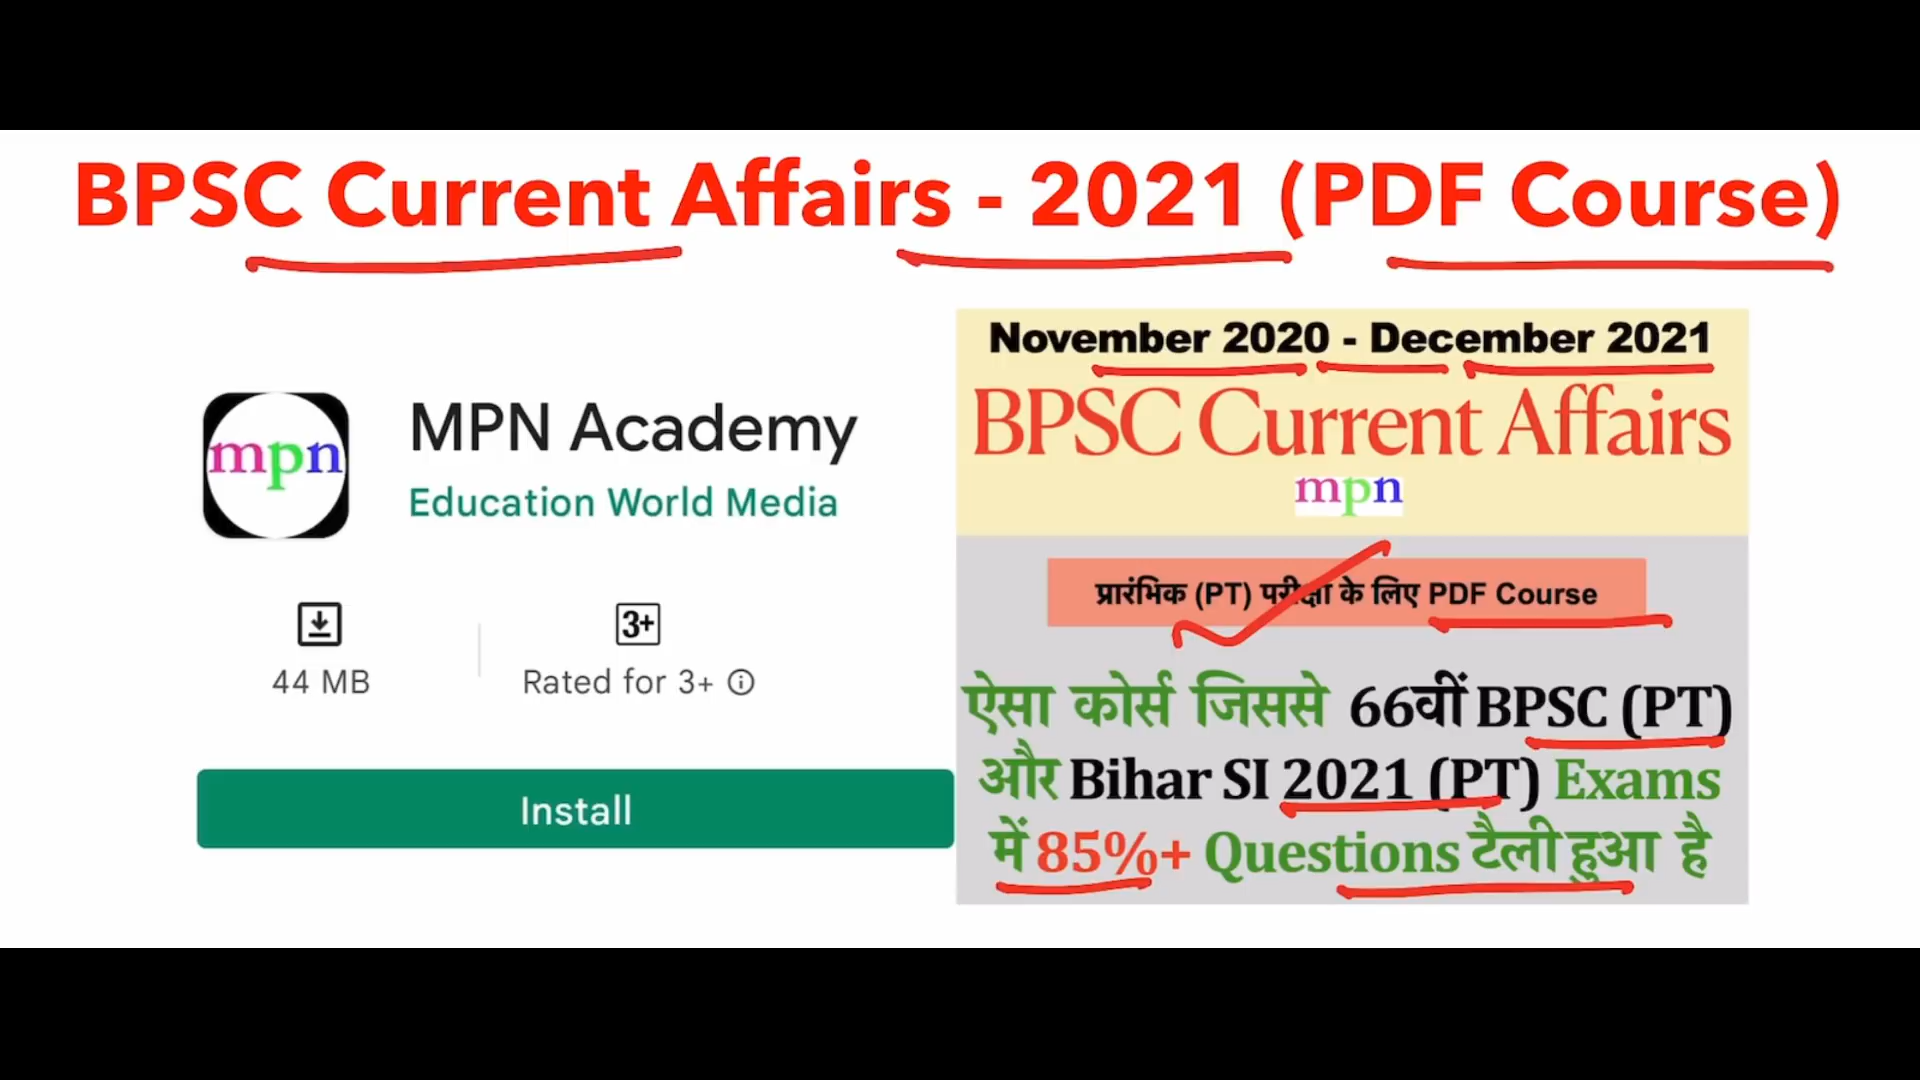 BPSC Current Affairs - 2021 (PDF Course)
mpn
MPN Academy
Education World Media
3+
44 MB
Rated for 3+
Install
November 2020 - December 2021
BPSC Current Affairs
mpn
प्रारंभिक (PT) परीक्षा के लिए PDF Course
ऐसा कोर्स जिससे 66वीं BPSC (PT)
और Bihar SI 2021 (PT) Exams
में 85%+ Questions टैली हुआ है